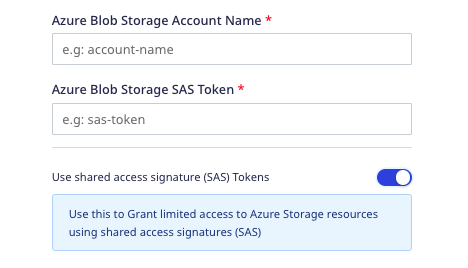 Azure Blob Storage Account Name *
e.g: account-name
Azure Blob Storage SAS Token *
e.g: sas-token
Use shared access signature (SAS) Tokens
Use this to Grant limited access to Azure Storage resources
using shared access signatures (SAS)